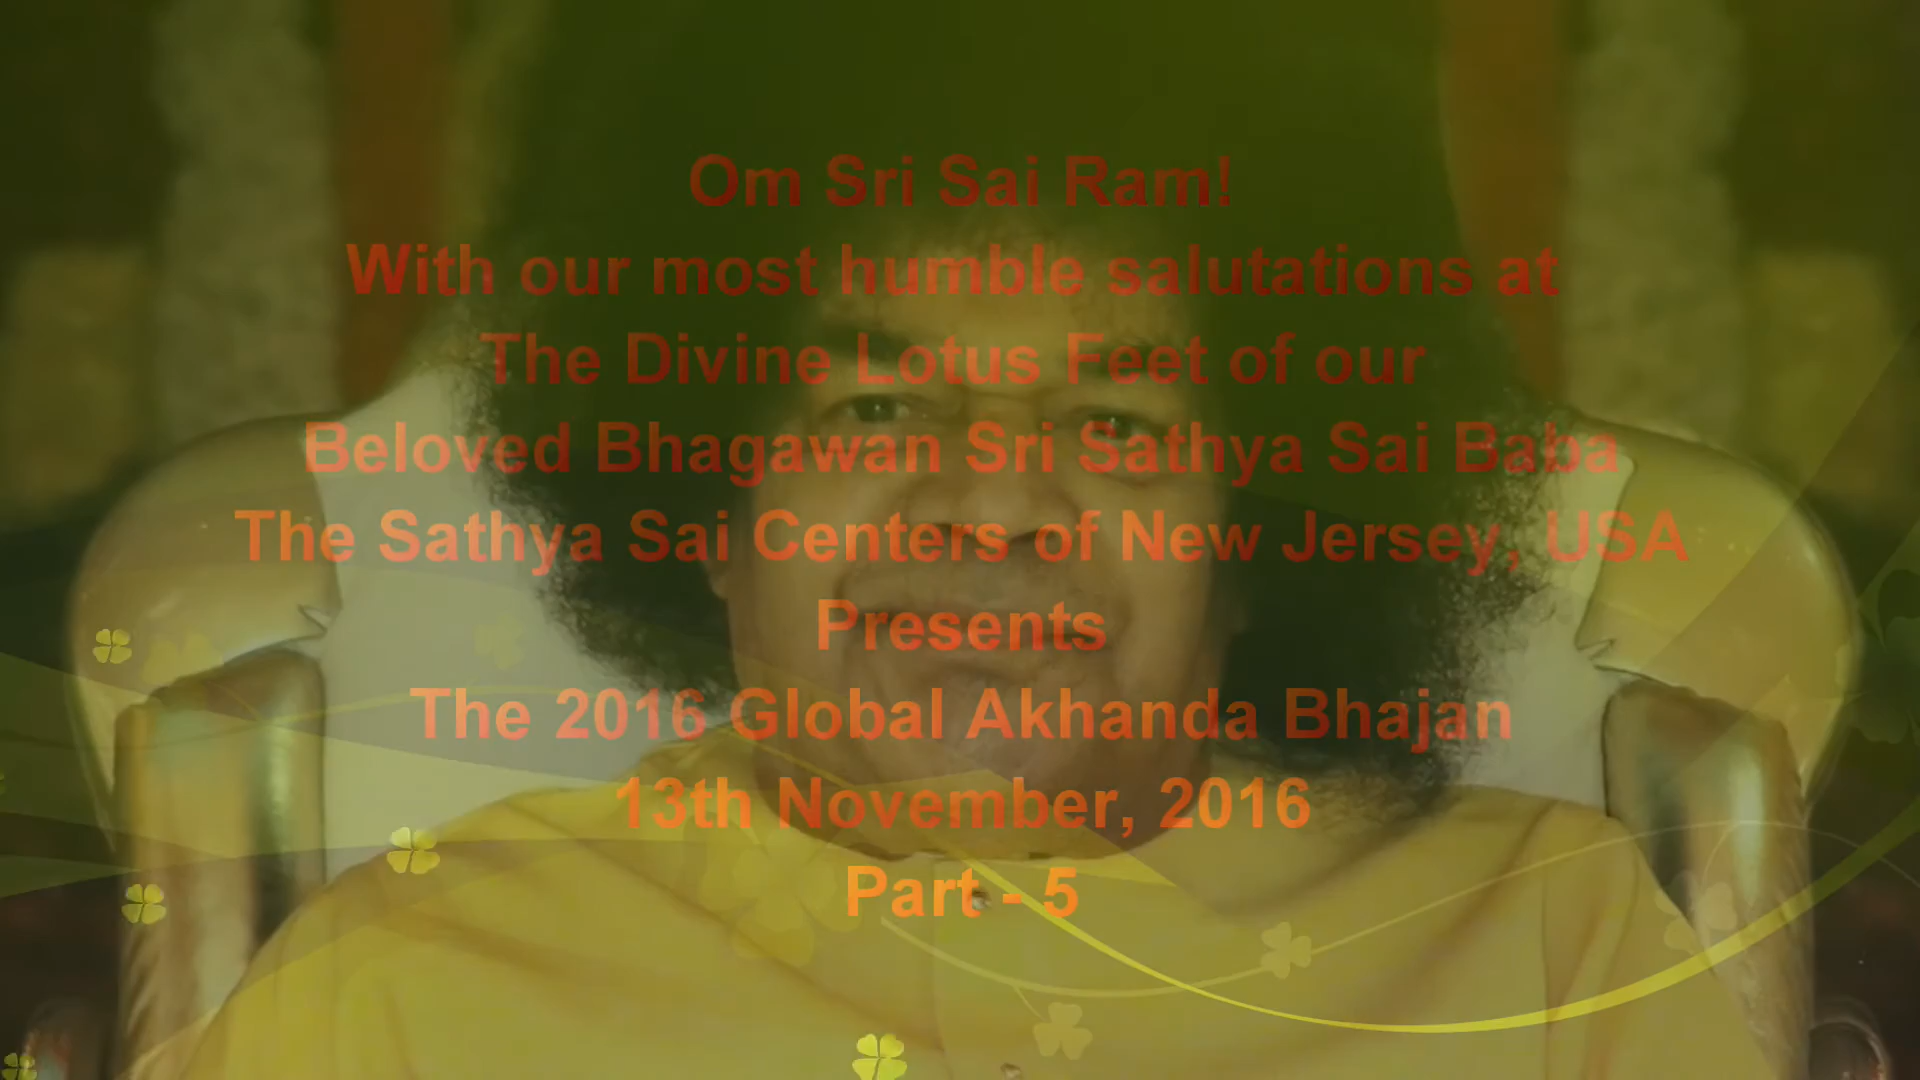 Om Sri Sai Ram!
With our most humble salutations at
The Divine Lotus Feet of our
Beloved Bhagawan Sri Sathya Sai Baba
The Sathya Sai Centers of New Jersey, USA
Presents
The 2016 Global Akhanda Bhajan
13th November, 2016
Part - 5